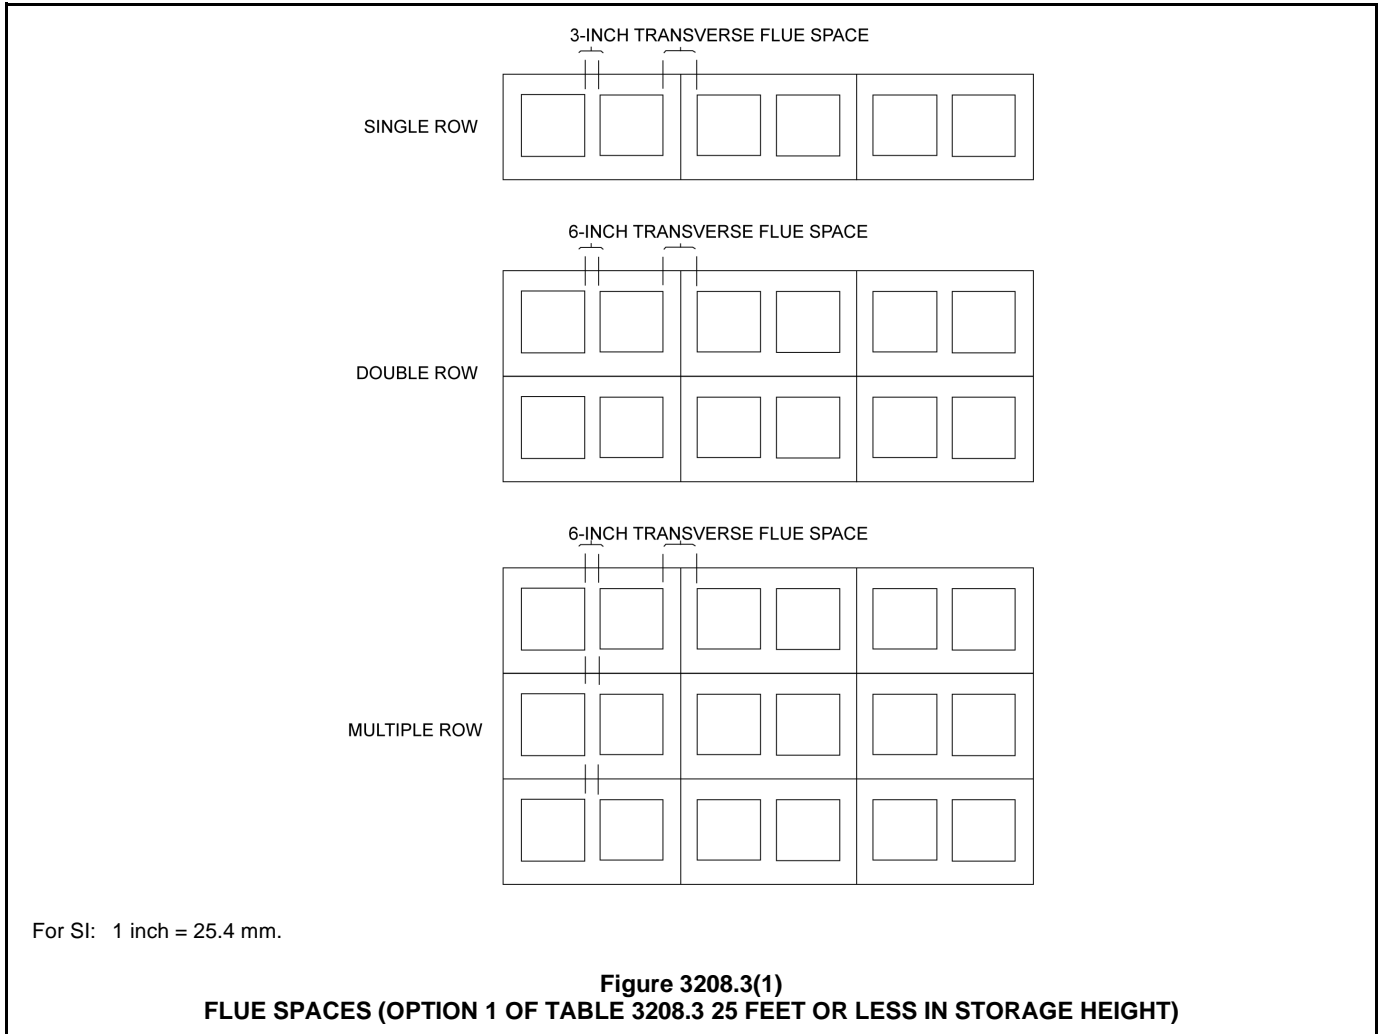 3-INCH TRANSVERSE FLUE SPACE
SINGLE ROW
6-INCH TRANSVERSE FLUE SPACE
DOUBLE ROW
6-INCH TRANSVERSE FLUE SPACE
MULTIPLE ROW
For SI: 1 inch = 25.4 mm.
Figure 3208.3(1)
FLUE SPACES (OPTION 1 OF TABLE 3208.3 25 FEET OR LESS IN STORAGE HEIGHT)